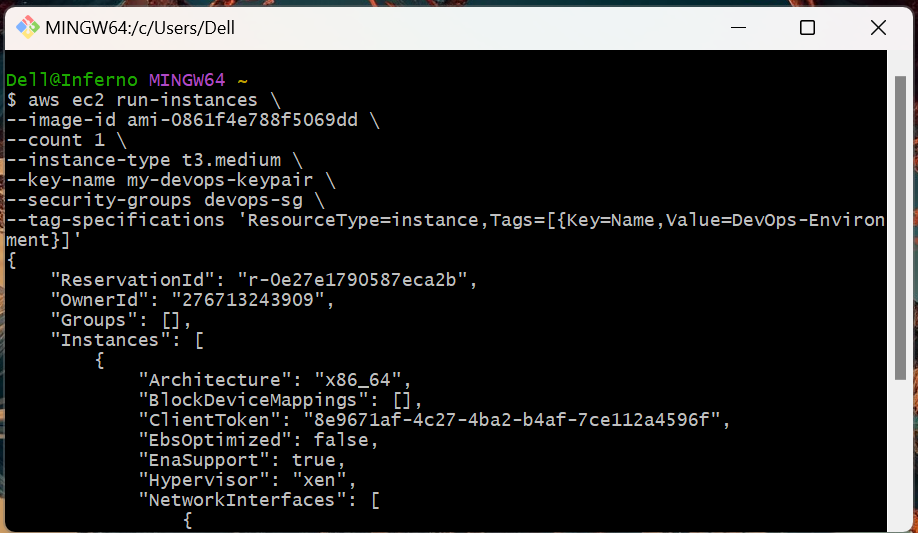 MINGW64:/c/Users/Dell
Dell@Inferno MINGW64 ~
$ aws ec2 run-instances \
--image-id ami-0861f4e788f5069dd \
--count 1 \
--instance-type t3.medium \
--key-name my-devops-keypair \
--security-groups devops-sg \
--tag-specifications 'ResourceType=instance,Tags=[{Key=Name,Value=DevOps-Environ
ment}]'
{
    "ReservationId": "r-0e27e1790587eca2b",
    "OwnerId": "276713243909",
    "Groups": [],
    "Instances": [
        {
            "Architecture": "x86_64",
            "BlockDeviceMappings": [],
            "ClientToken": "8e9671af-4c27-4ba2-b4af-7ce112a4596f",
            "EbsOptimized": false,
            "EnaSupport": true,
            "Hypervisor": "xen",
            "NetworkInterfaces": [
                {